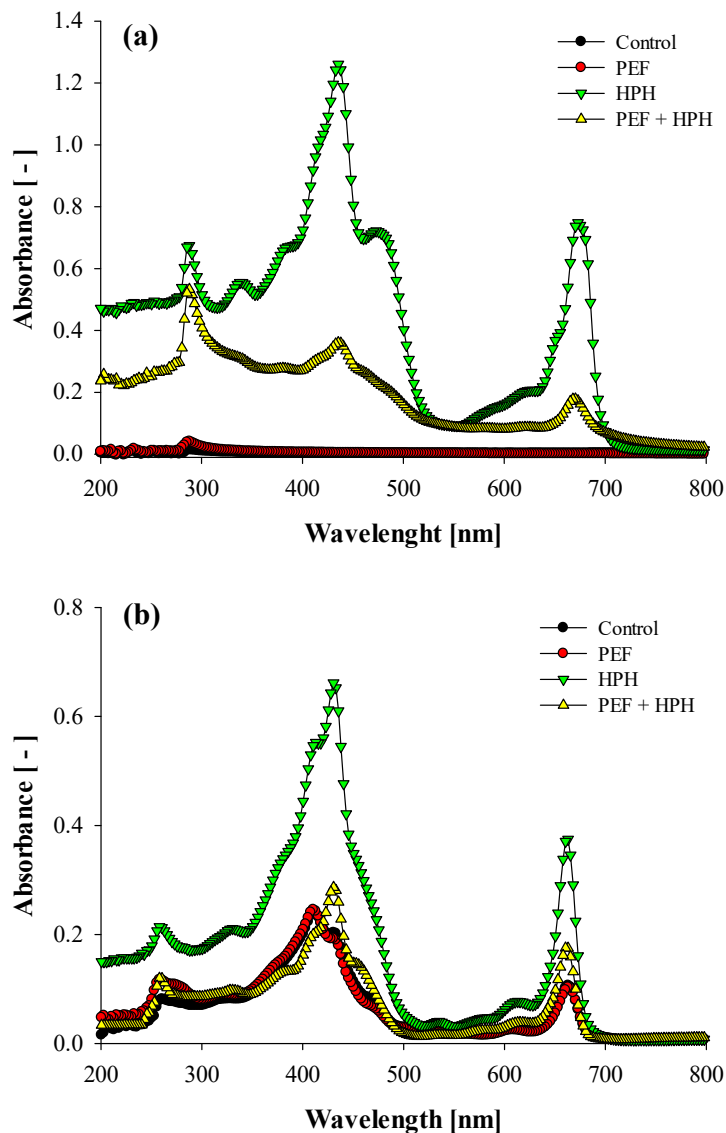 (a)
Control
PEF
HPH
PEF + HPH
Absorbance [ - ]
1.4
1.2
1.0
0.8
0.6
0.4
0.2
0.0
200 300 400 500 600 700 800
Wavelenght [nm]
(b)
Control
PEF
HPH
PEF + HPH
Absorbance [ - ]
0.8
0.6
0.4
0.2
0.0
200 300 400 500 600 700 800
Wavelength [nm]